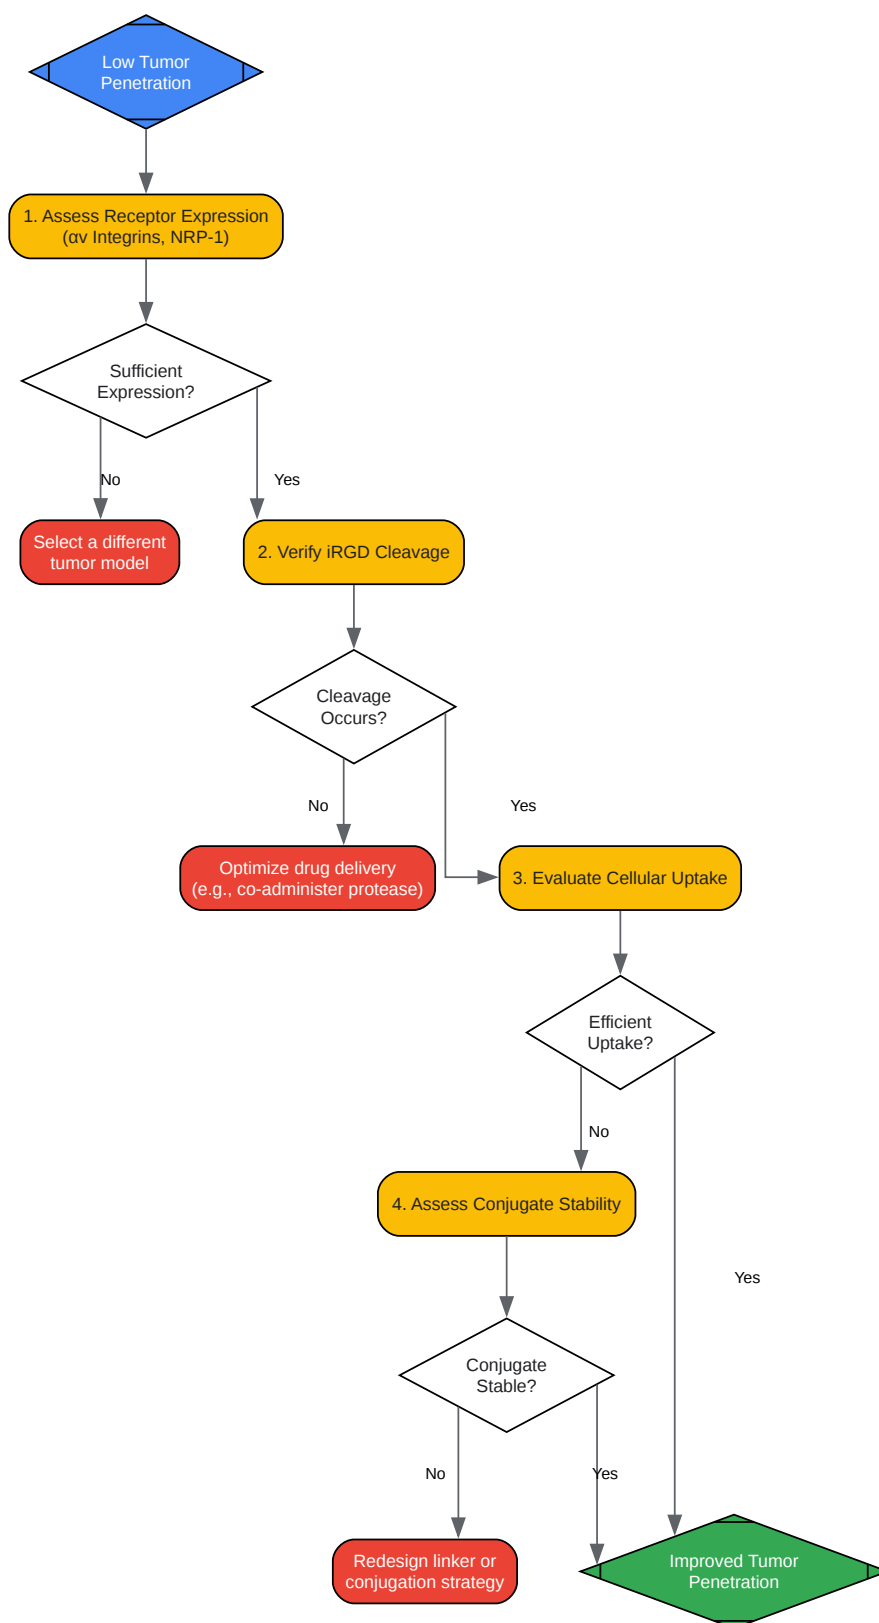 Low Tumor
Penetration
1. Assess Receptor Expression
(αv Integrins, NRP-1)
Sufficient
Expression?
No
Yes
Select a different
tumor model
2. Verify iRGD Cleavage
Cleavage
Occurs?
No
Yes
Optimize drug delivery
(e.g., co-administer protease)
3. Evaluate Cellular Uptake
Efficient
Uptake?
No
4. Assess Conjugate Stability
Yes
Conjugate
Stable?
No
Yes
Redesign linker or
conjugation strategy
Improved Tumor
Penetration